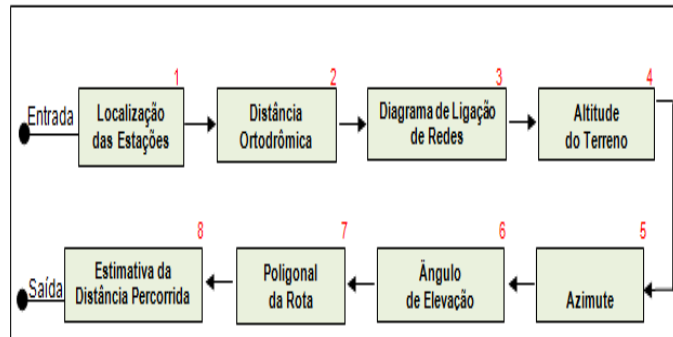 1
Localização
das Estações
2
Distância
Ortodrômica
3
Diagrama de Ligação
de Redes
4
Altitude
do Terreno
Entrada
5
Azimute
6
Ângulo
de Elevação
7
Poligonal
da Rota
8
Estimativa da
Distância Percorrida
Saída